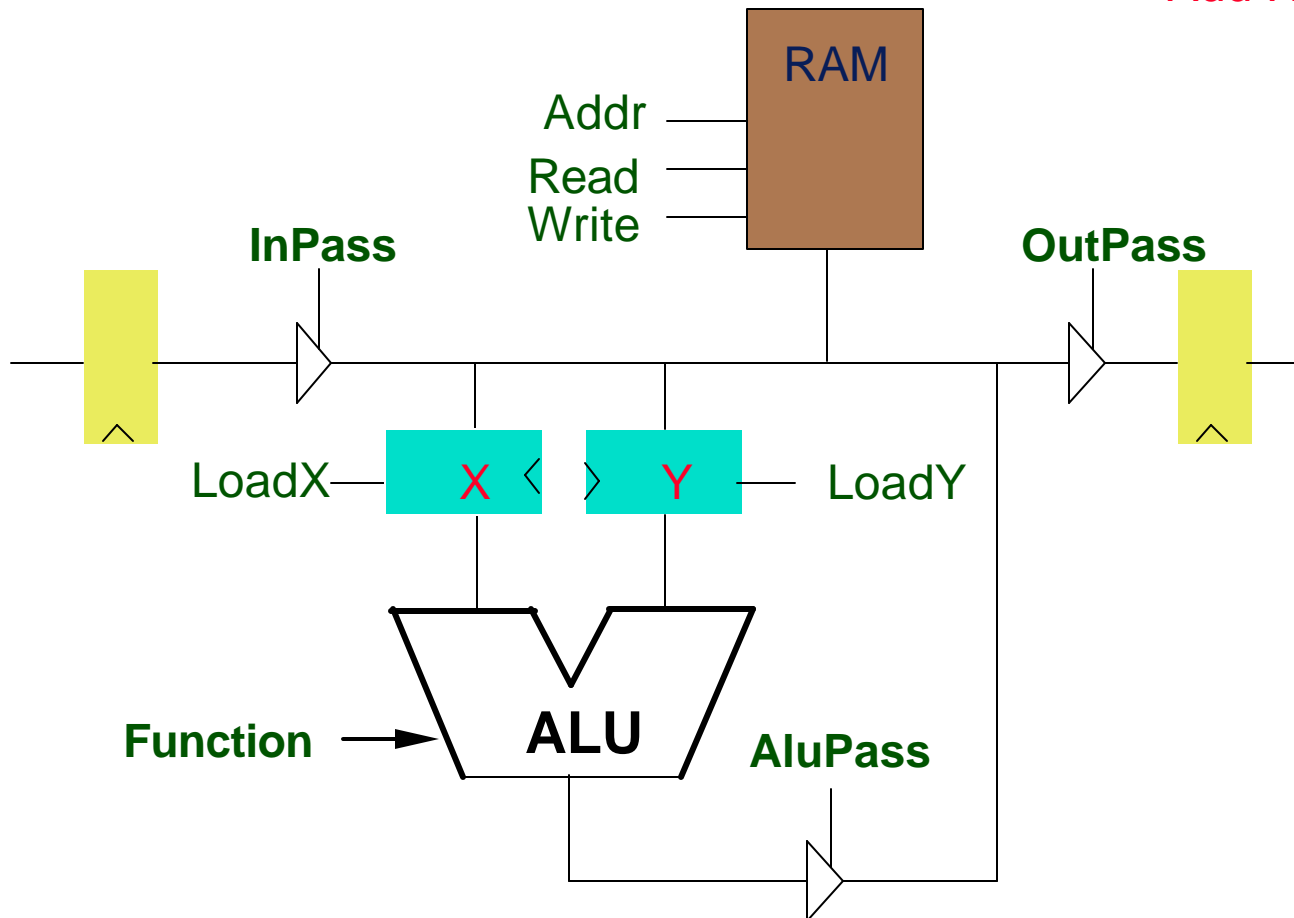 RAM
Addr
Read
Write
InPass
OutPass
LoadX
X
Y
LoadY
ALU
Function
AluPass